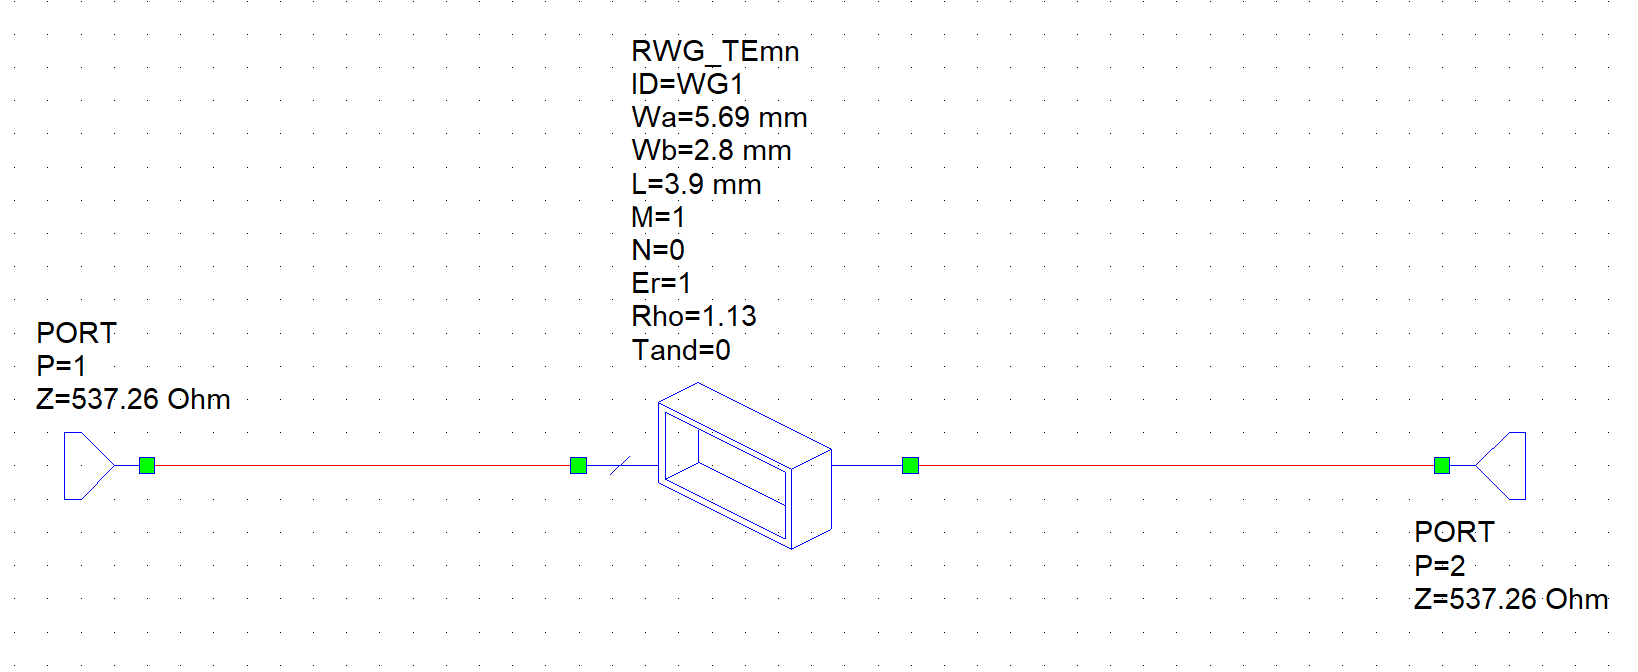 RWG_TEmn
ID=WG1
Wa=5.69 mm
Wb=2.8 mm
L=3.9 mm
M=1
N=0
Er=1
Rho=1.13
Tand=0
PORT
P=1
Z=537.26 Ohm
PORT
P=2
Z=537.26 Ohm